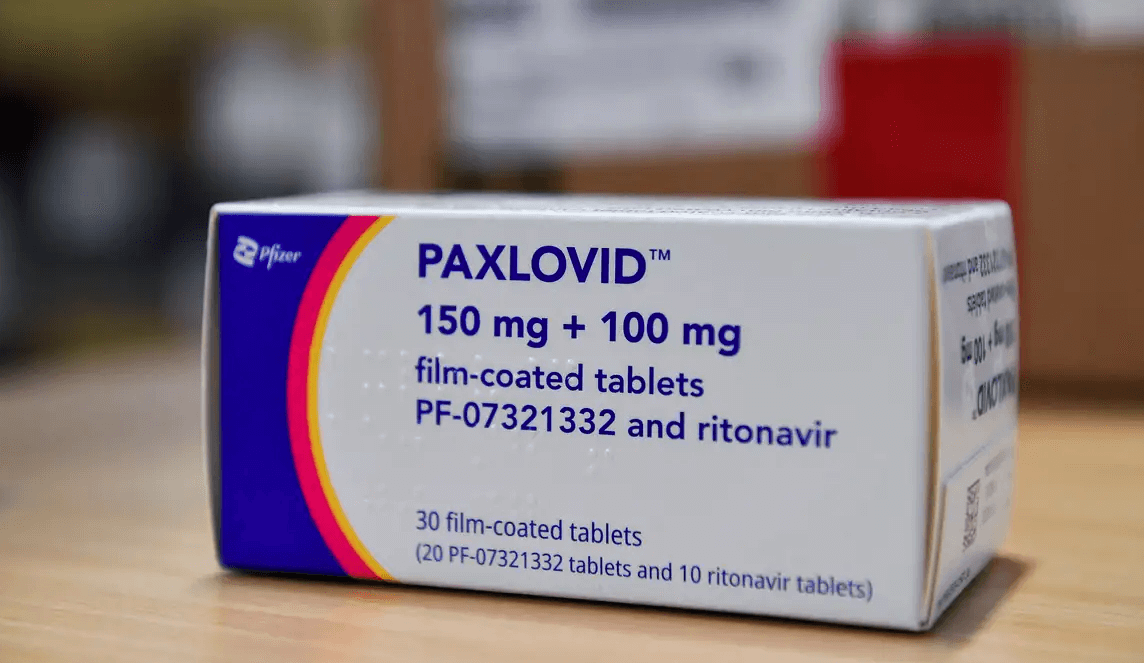 Pfizer
PAXLOVID™
150 mg + 100 mg
film-coated tablets
PF-07321332 and ritonavir
30 film-coated tablets
(20 PF-07321332 tablets and 10 ritonavir tablets)